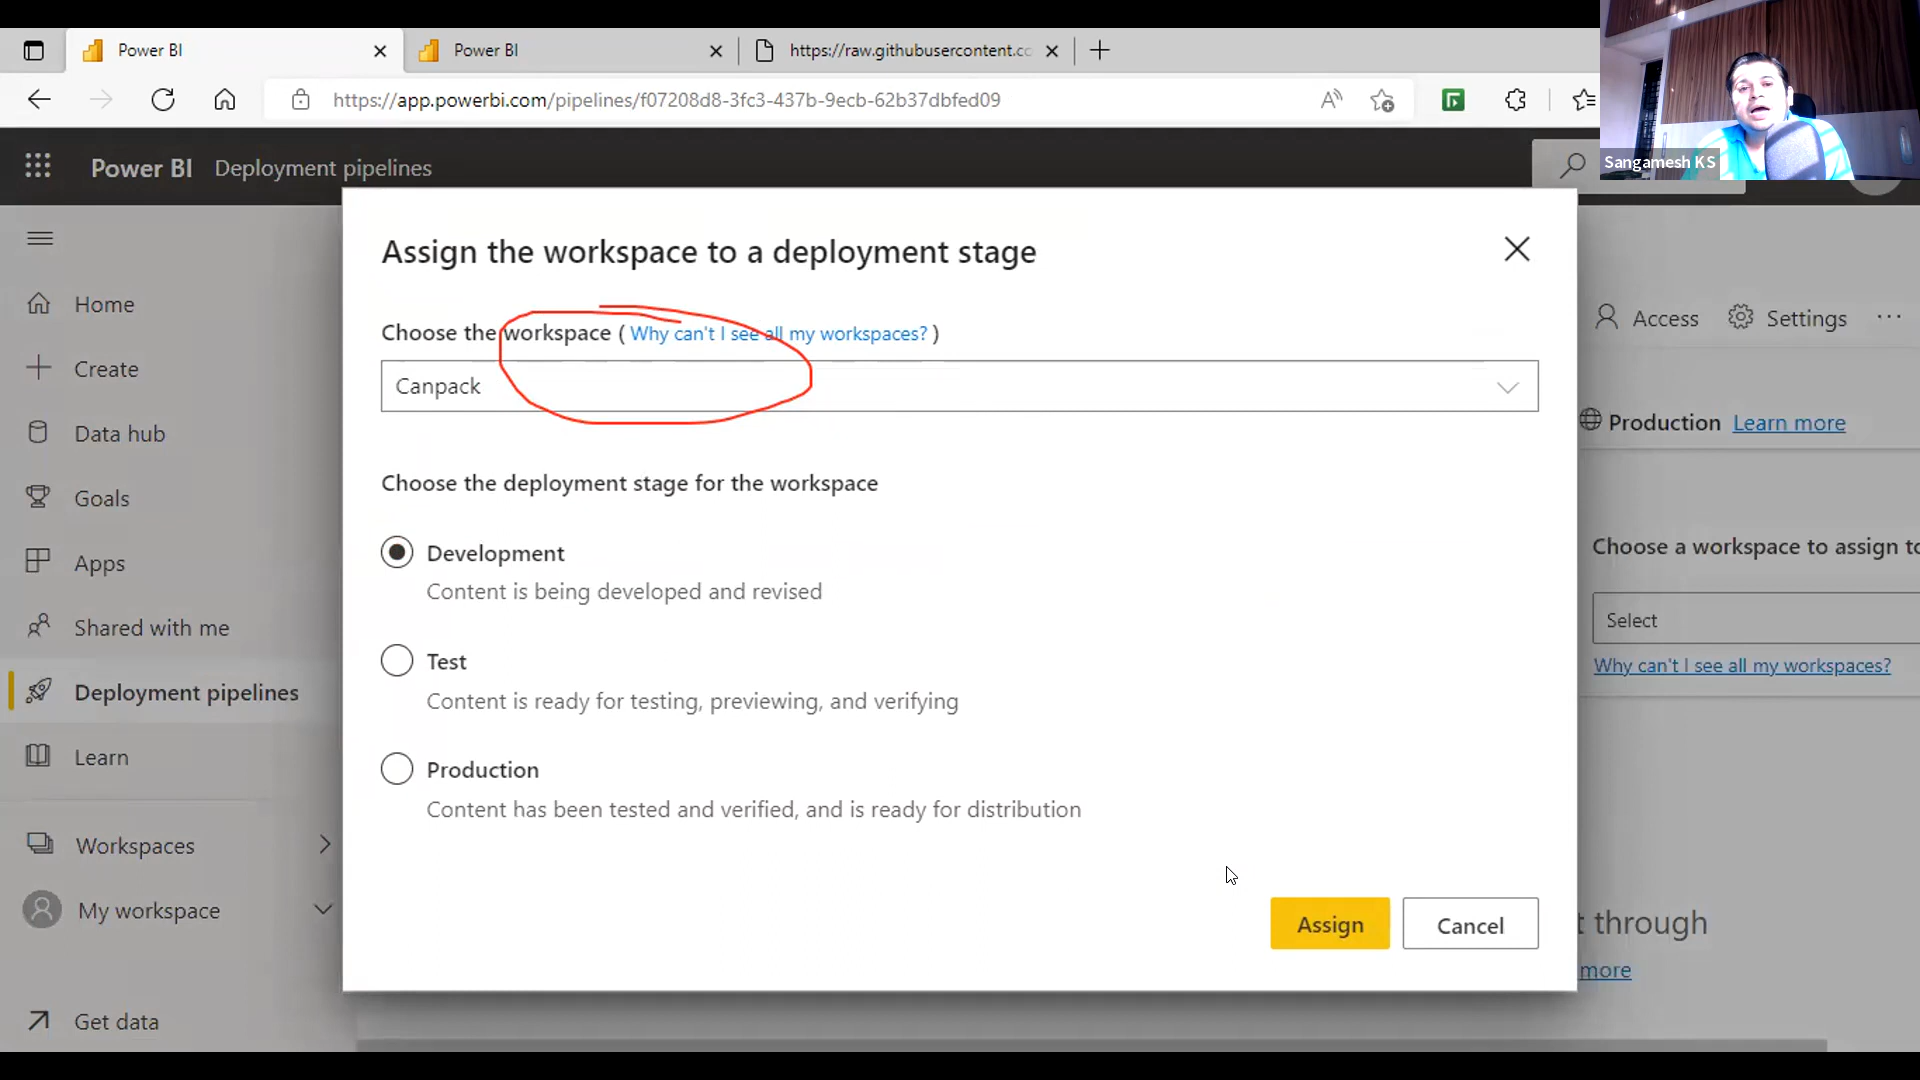 Power BI
Power BI
https://raw.githubusercontent.cc
https://app.powerbi.com/pipelines/f07208d8-3fc3-437b-9ecb-62b37dbfed09
Sangamesh KS
Power BI Deployment pipelines
Assign the workspace to a deployment stage
Choose the workspace ( Why can't I see all my workspaces? )
Canpack
Choose the deployment stage for the workspace
Development
Content is being developed and revised
Test
Content is ready for testing, previewing, and verifying
Production
Content has been tested and verified, and is ready for distribution
Assign Cancel
Home
Create
Data hub
Goals
Apps
Shared with me
Deployment pipelines
Learn
Workspaces
My workspace
Get data
Access Settings ...
Production Learn more
Choose a workspace to assign to
Select
Why can't I see all my workspaces?
t through
more